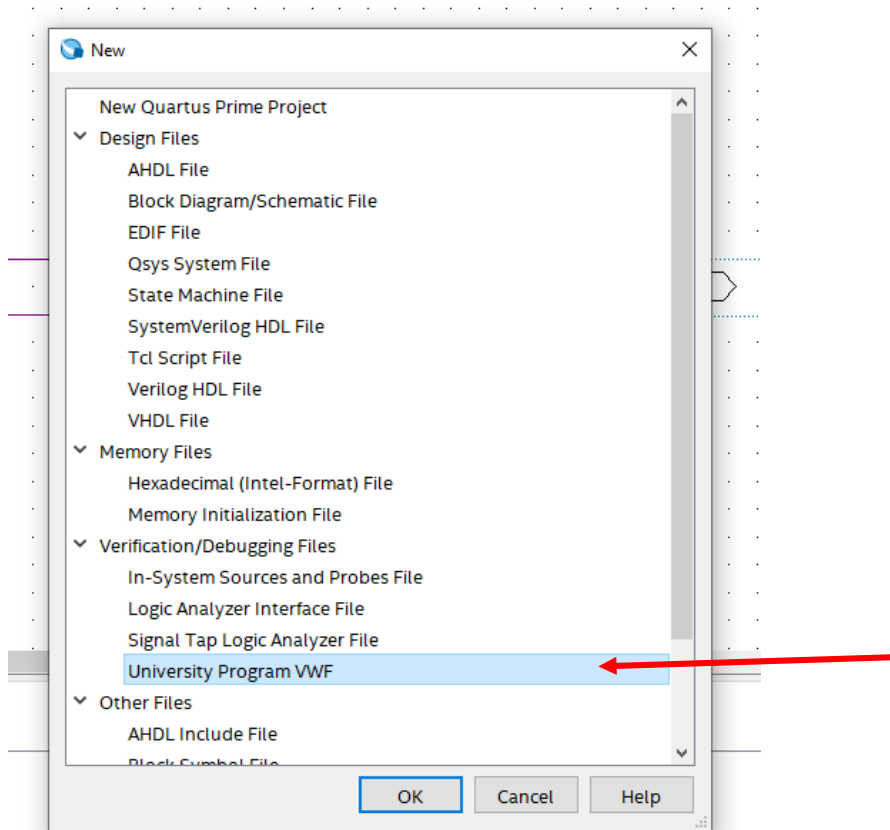 New
New Quartus Prime Project
Design Files
AHDL File
Block Diagram/Schematic File
EDIF File
Qsys System File
State Machine File
SystemVerilog HDL File
Tcl Script File
Verilog HDL File
VHDL File
Memory Files
Hexadecimal (Intel-Format) File
Memory Initialization File
Verification/Debugging Files
In-System Sources and Probes File
Logic Analyzer Interface File
Signal Tap Logic Analyzer File
University Program VWF
Other Files
AHDL Include File
Block Symbol File
OK Cancel Help